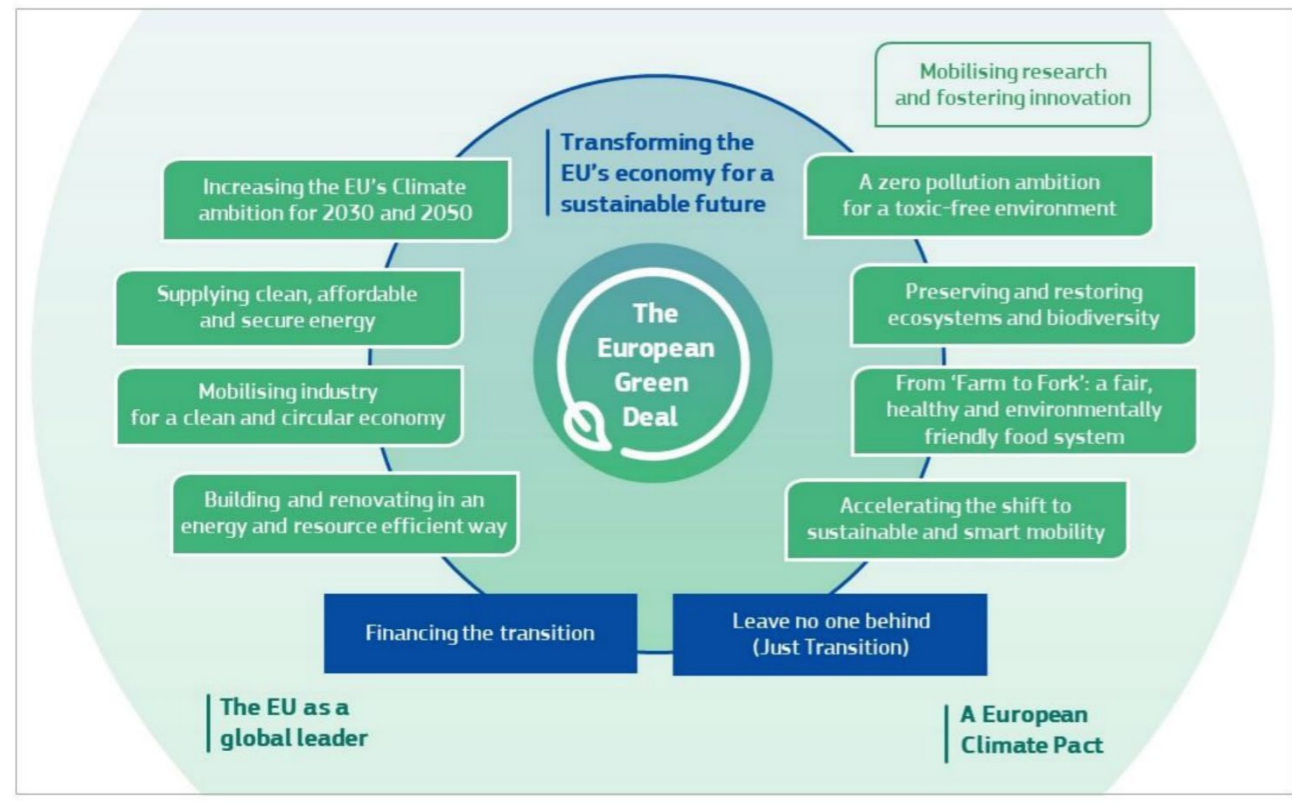 Mobilising research
and fostering innovation
Transforming the
EU's economy for a
sustainable future
Increasing the EU's Climate
ambition for 2030 and 2050
A zero pollution ambition
for a toxic-free environment
Supplying clean, affordable
and secure energy
Preserving and restoring
ecosystems and biodiversity
The
European
Green
Deal
Mobilising industry
for a clean and circular economy
From 'Farm to Fork': a fair,
healthy and environmentally
friendly food system
Building and renovating in an
energy and resource efficient way
Accelerating the shift to
sustainable and smart mobility
Financing the transition
Leave no one behind
(Just Transition)
The EU as a
global leader
A European
Climate Pact